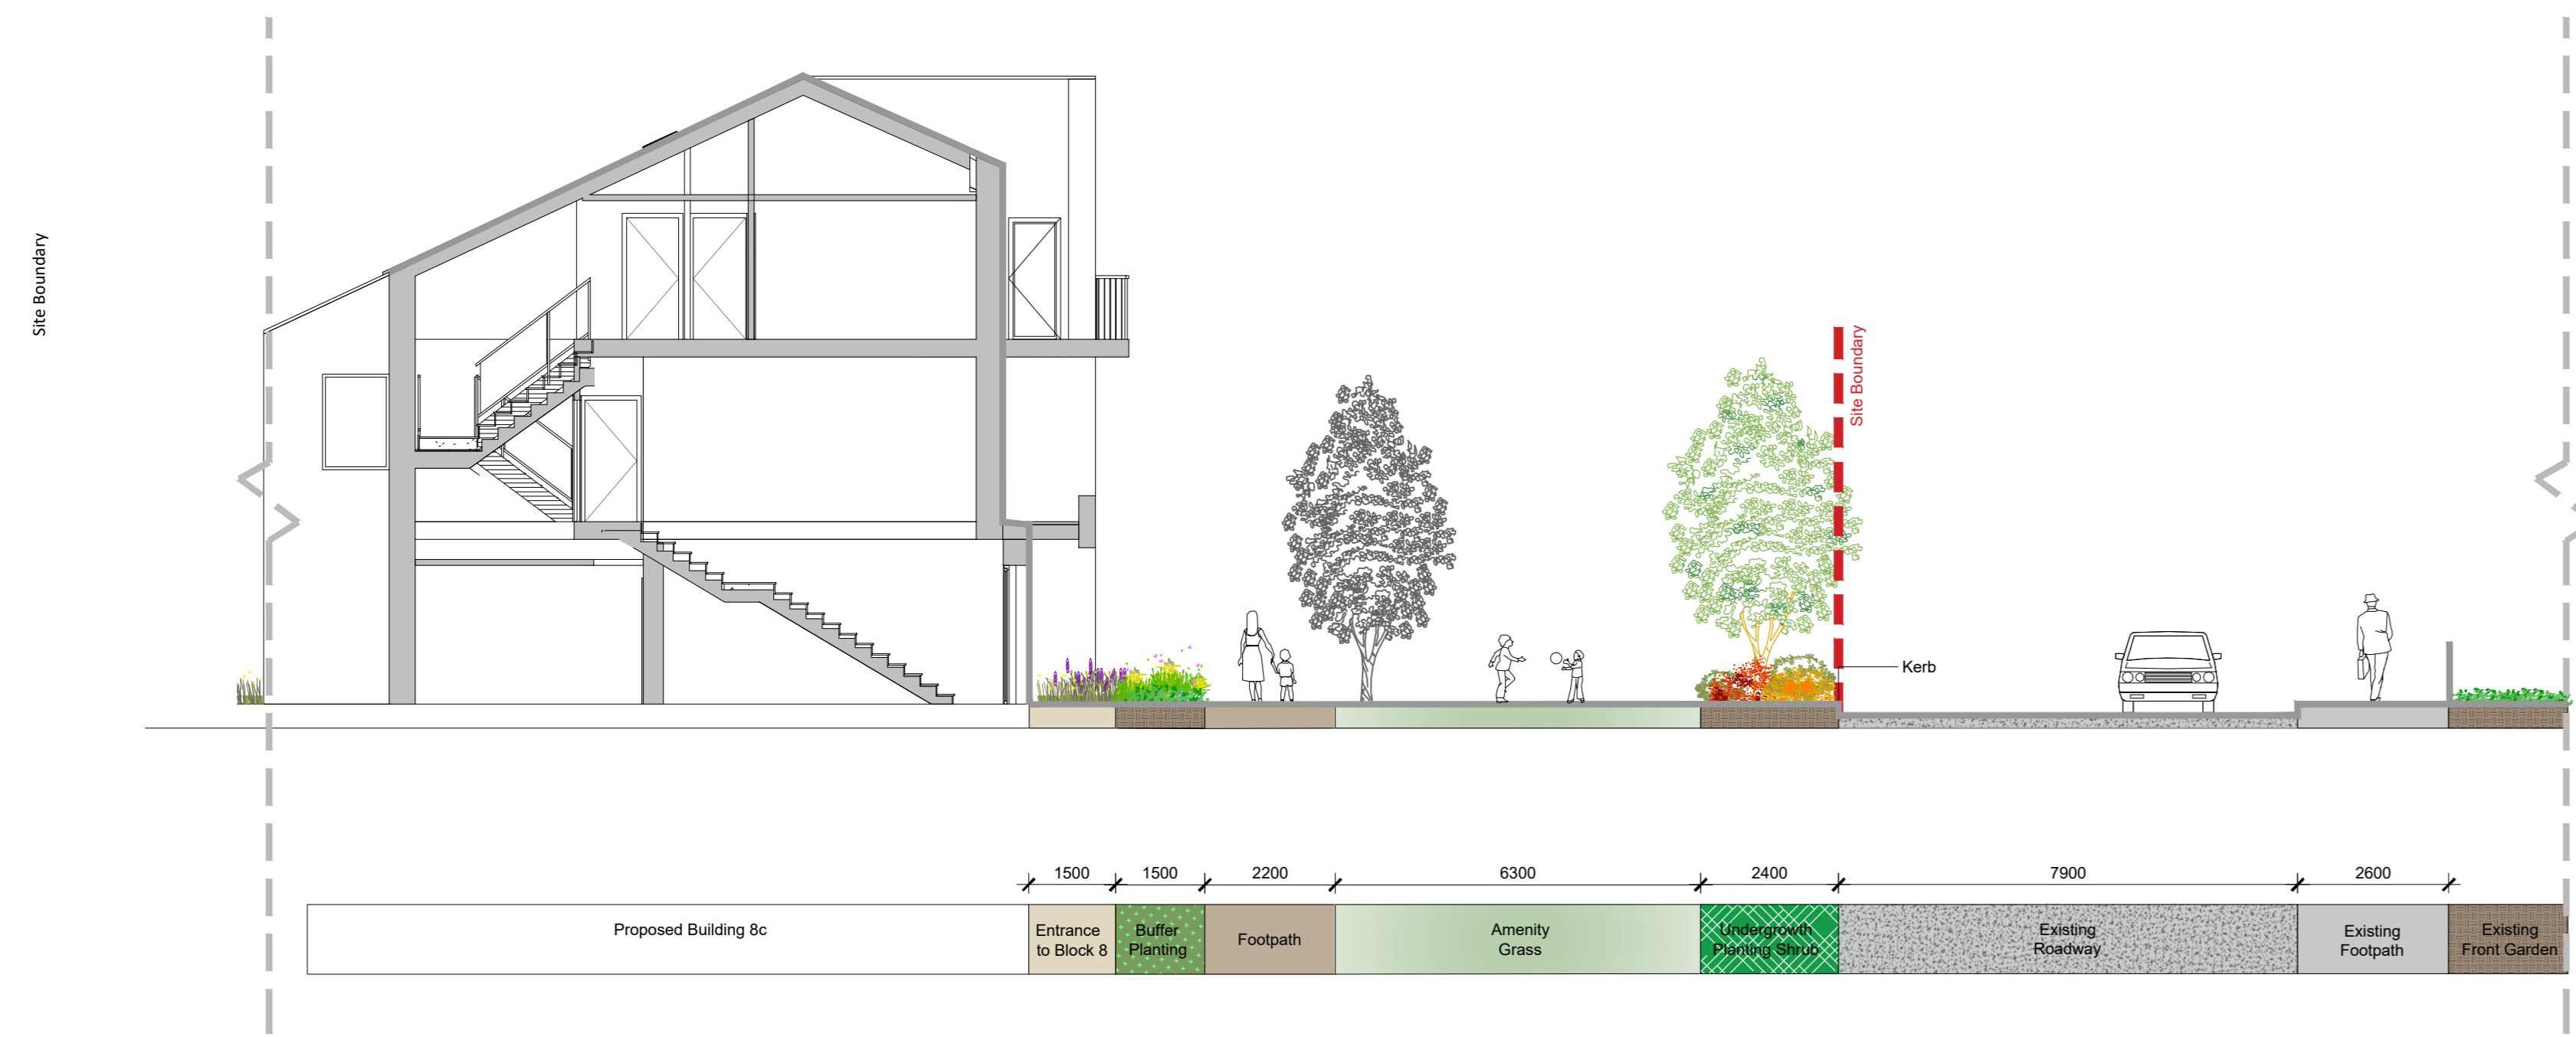 Site Boundary
Site Boundary
Kerb
1500
1500
2200
6300
2400
7900
2600
Proposed Building 8c
Entrance
to Block 8
Buffer
Planting
Footpath
Amenity
Grass
Undergrowth
Planting Shrub
Existing
Roadway
Existing
Footpath
Existing
Front Garden